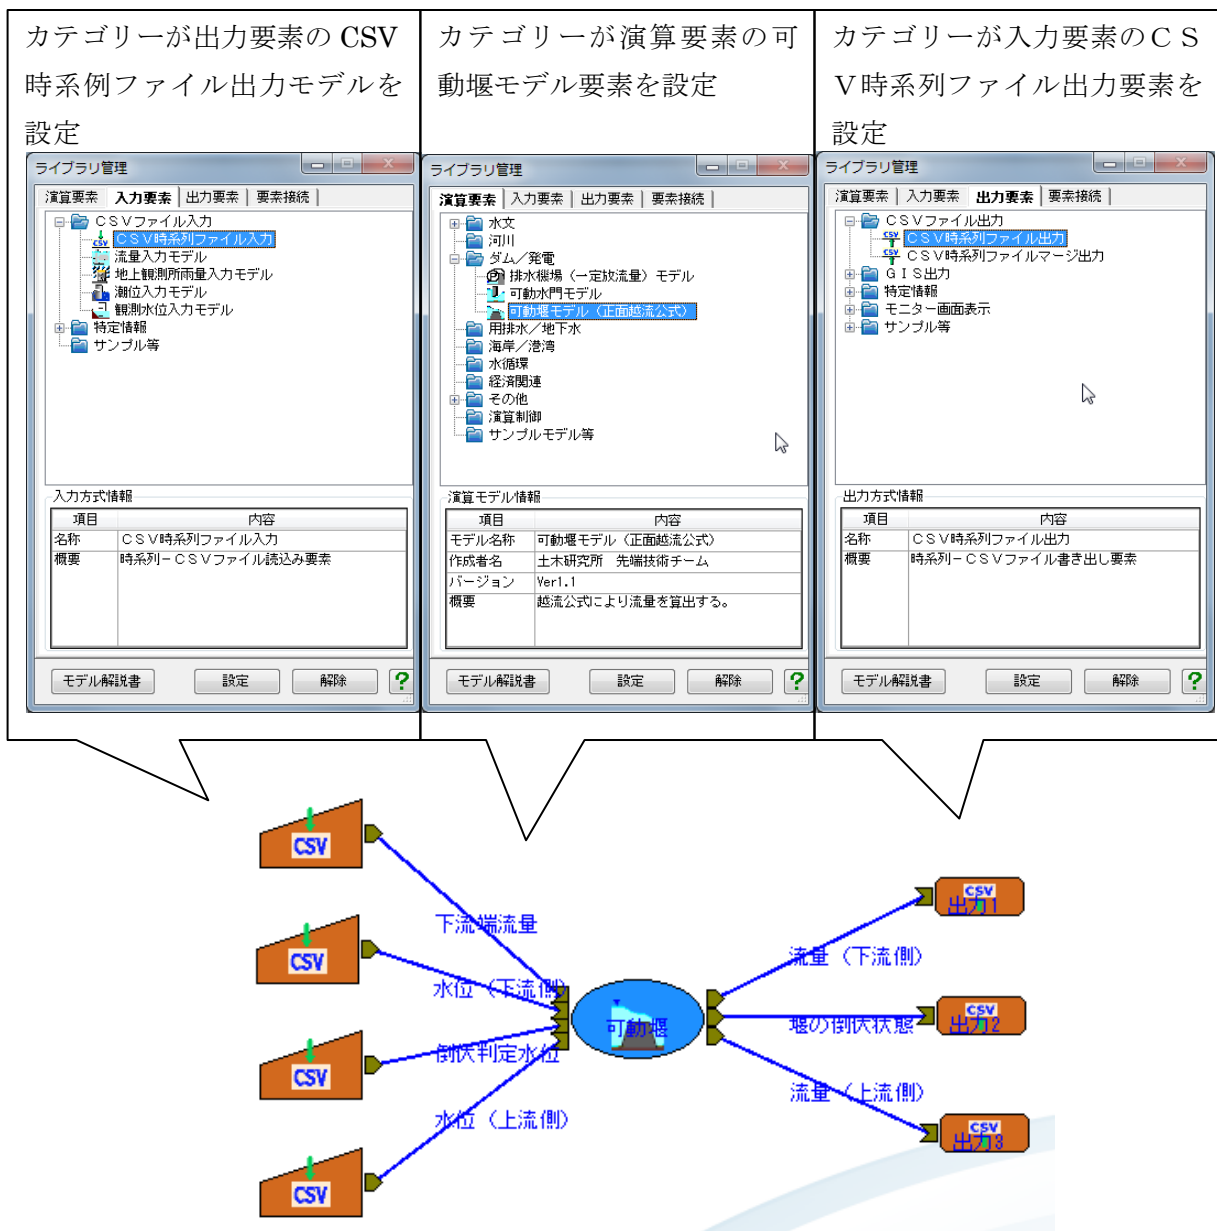 カテゴリーが出力要素の CSV
時系例ファイル出力モデルを
設定
カテゴリーが演算要素の可
動堰モデル要素を設定
カテゴリーが入力要素のＣＳ
Ｖ時系列ファイル出力要素を
設定
ライブラリ管理
演算要素 入力要素 出力要素 要素接続
ＣＳＶファイル入力
ＣＳＶ時系列ファイル入力
流量入力モデル
地上観測所雨量入力モデル
潮位入力モデル
観測水位入力モデル
特定情報
サンプル等
入力方式情報
項目 内容
名称 ＣＳＶ時系列ファイル入力
概要 時系列－ＣＳＶファイル読込み要素
モデル解説書 設定 解除 ?
ライブラリ管理
演算要素 入力要素 出力要素 要素接続
水文
河川
ダム／発電
排水機場（一定放流量）モデル
可動水門モデル
可動堰モデル（正面越流公式）
用排水／地下水
海岸／港湾
水循環
経済関連
その他
演算制御
サンプルモデル等
演算モデル情報
項目 内容
モデル名称 可動堰モデル（正面越流公式）
作成者名 土木研究所 先端技術チーム
バージョン Ver1.1
概要 越流公式により流量を算出する。
モデル解説書 設定 解除 ?
ライブラリ管理
演算要素 入力要素 出力要素 要素接続
ＣＳＶファイル出力
ＣＳＶ時系列ファイル出力
ＣＳＶ時系列ファイルマージ出力
ＧＩＳ出力
特定情報
モニター画面表示
サンプル等
出力方式情報
項目 内容
名称 ＣＳＶ時系列ファイル出力
概要 時系列－ＣＳＶファイル書き出し要素
モデル解説書 設定 解除 ?
CSV
下流端流量
CSV
水位（下流側）
CSV
倒伏判定水位
CSV
水位（上流側）
可動堰
流量（下流側）
CSV
出力1
堰の倒伏状態
CSV
出力2
流量（上流側）
CSV
出力3